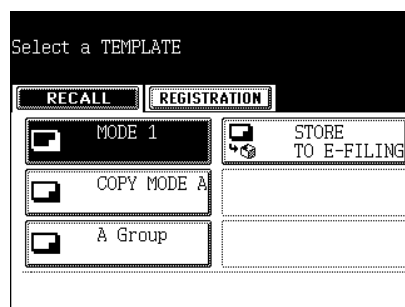 Select a TEMPLATE
RECALL REGISTRATION
MODE 1
STORE
TO E-FILING
COPY MODE A
A Group